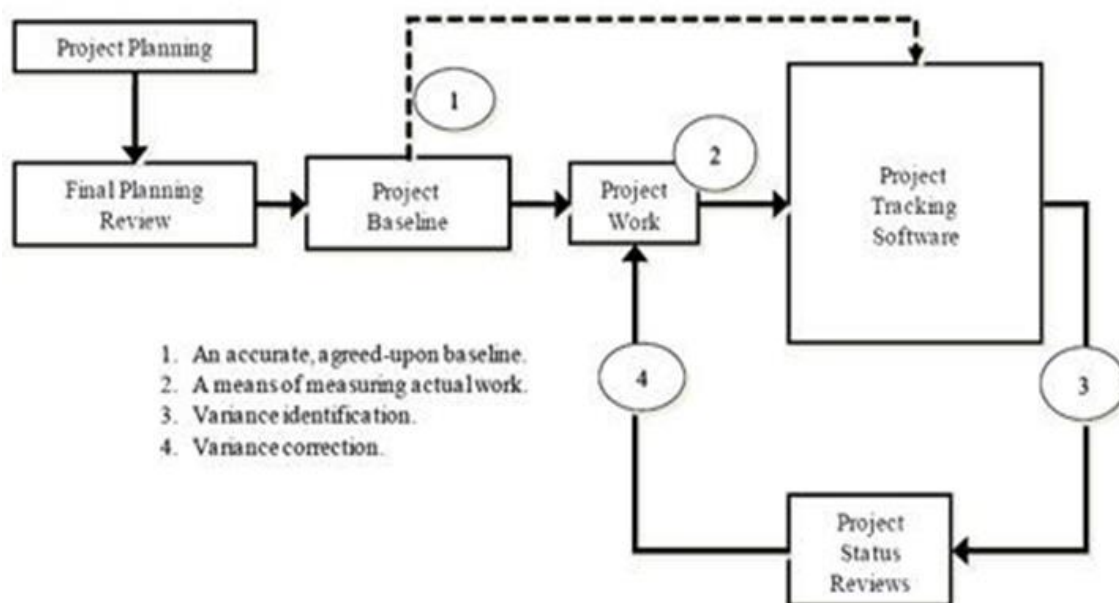 Project Planning
1
2
Final Planning
Review
Project
Baseline
Project
Work
Project
Tracking
Software
1. An accurate, agreed-upon baseline.
2. A means of measuring actual work.
3. Variance identification.
4. Variance correction.
4
3
Project
Status
Reviews